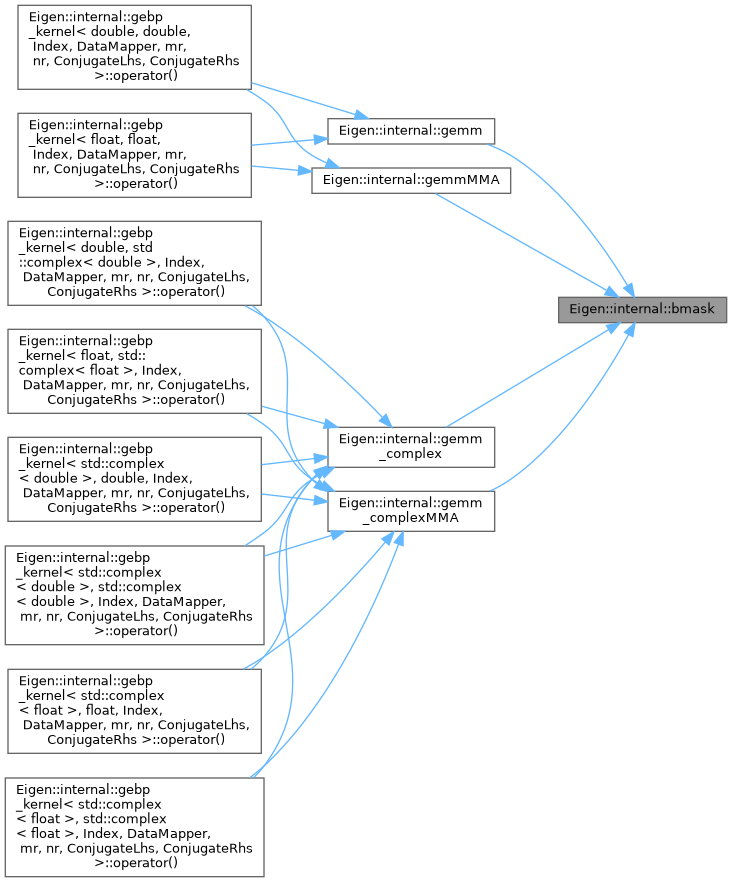 Eigen::internal::gebp
_kernel< double, double,
Index, DataMapper, mr,
nr, ConjugateLhs, ConjugateRhs
>::operator()
Eigen::internal::gemm
Eigen::internal::gebp
_kernel< float, float,
Index, DataMapper, mr,
nr, ConjugateLhs, ConjugateRhs
>::operator()
Eigen::internal::gemmMMA
Eigen::internal::gebp
_kernel< double, std
::complex< double >, Index,
DataMapper, mr, nr, ConjugateLhs,
ConjugateRhs >::operator()
Eigen::internal::bmask
Eigen::internal::gebp
_kernel< float, std::
complex< float >, Index,
DataMapper, mr, nr, ConjugateLhs,
ConjugateRhs >::operator()
Eigen::internal::gemm
_complex
Eigen::internal::gebp
_kernel< std::complex
< double >, double, Index,
DataMapper, mr, nr, ConjugateLhs,
ConjugateRhs >::operator()
Eigen::internal::gemm
_complexMMA
Eigen::internal::gebp
_kernel< std::complex
< double >, std::complex
< double >, Index, DataMapper,
mr, nr, ConjugateLhs, ConjugateRhs
>::operator()
Eigen::internal::gebp
_kernel< std::complex
< float >, float, Index,
DataMapper, mr, nr, ConjugateLhs,
ConjugateRhs >::operator()
Eigen::internal::gebp
_kernel< std::complex
< float >, std::complex
< float >, Index, DataMapper,
mr, nr, ConjugateLhs, ConjugateRhs
>::operator()